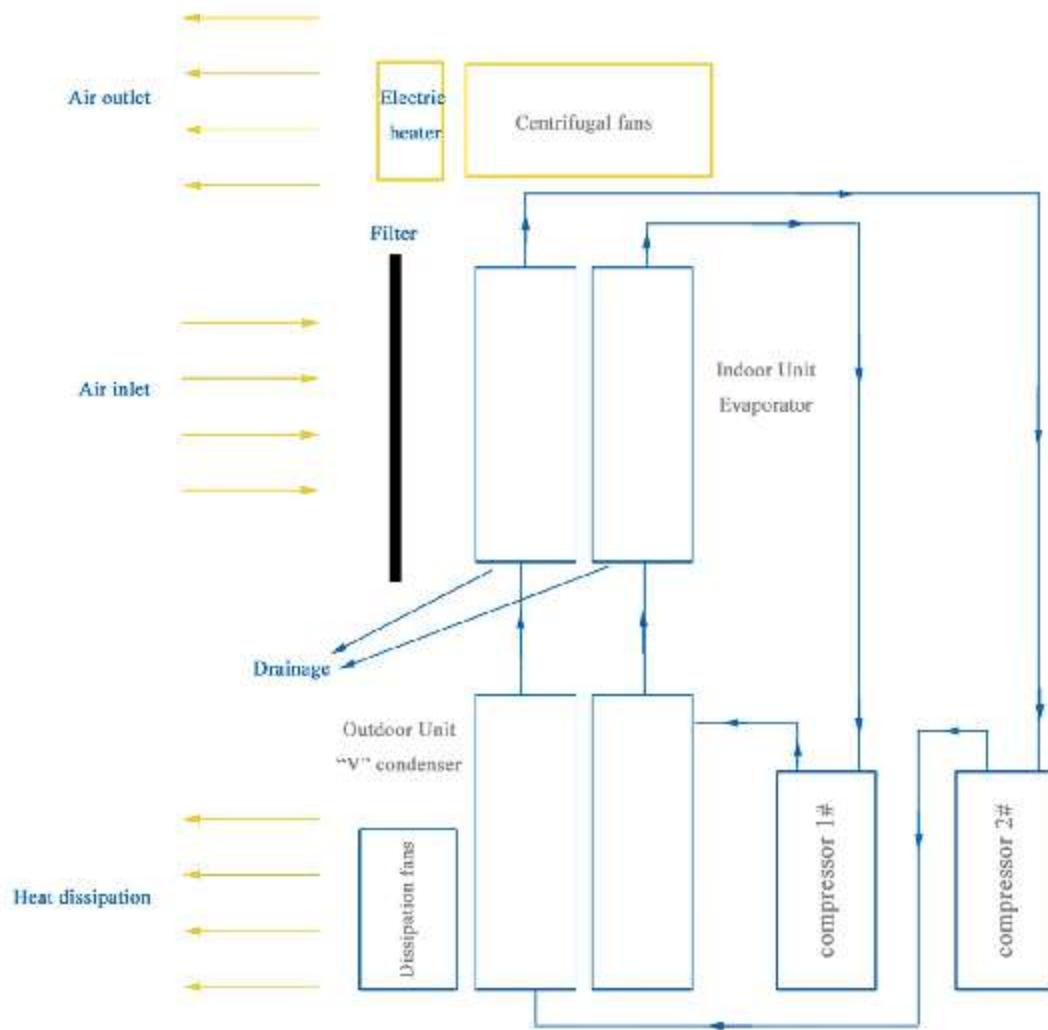 Air outlet
Electric
heater
Centrifugal fans
Filter
Air inlet
Indoor Unit
Evaporator
Drainage
Outdoor Unit
“V” condenser
compressor 1#
compressor 2#
Heat dissipation
Dissipation fans